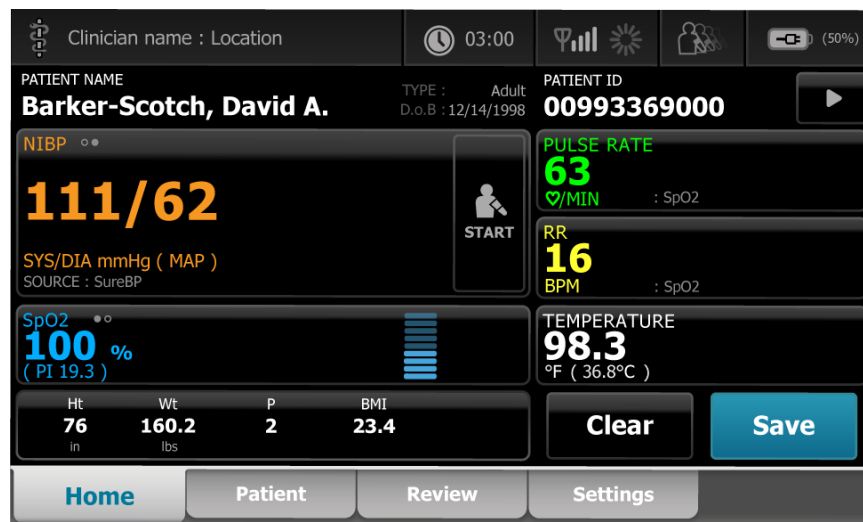 Clinician name : Location
03:00
(50%)
PATIENT NAME
Barker-Scotch, David A.
TYPE : Adult
D.o.B : 12/14/1998
PATIENT ID
00993369000
NIBP
111/62
SYS/DIA mmHg ( MAP )
SOURCE : SureBP
START
PULSE RATE
63
/MIN : SpO2
RR
16
BPM : SpO2
SpO2
100 %
( PI 19.3 )
TEMPERATURE
98.3
°F ( 36.8°C )
Ht Wt P BMI
76 160.2 2 23.4
in lbs
Clear
Save
Home Patient Review Settings